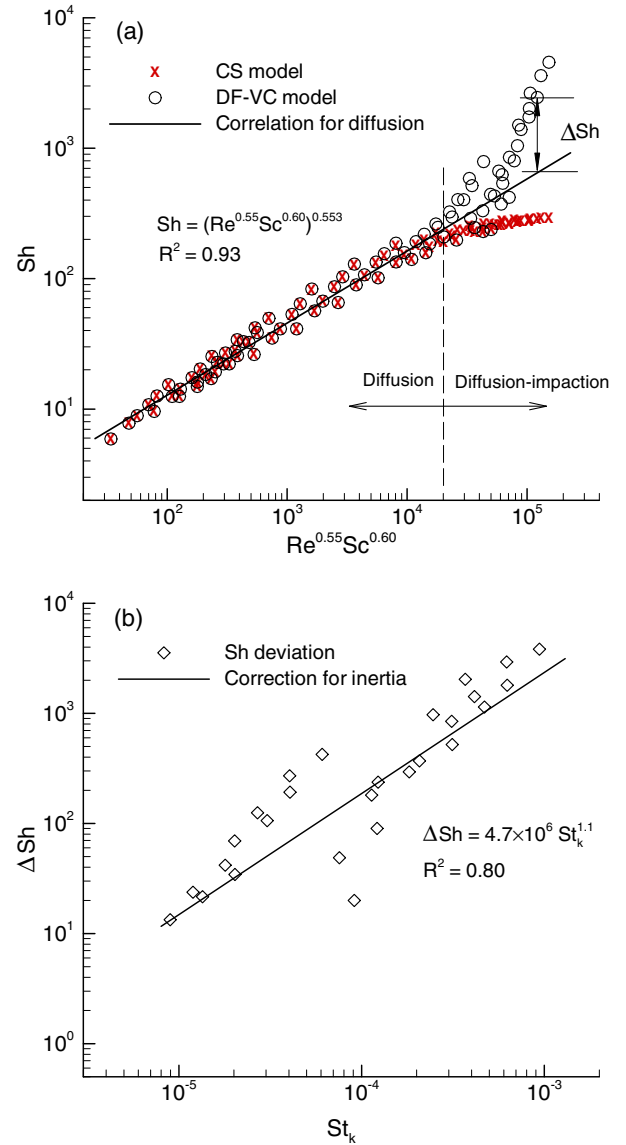 (a)
CS model
DF-VC model
Correlation for diffusion
Sh = (Re^0.55Sc^0.60)^0.553
R^2 = 0.93
ΔSh
Diffusion
Diffusion-impaction
Sh
10^4
10^3
10^2
10^1
10^2
10^3
10^4
10^5
Re^0.55Sc^0.60
(b)
Sh deviation
Correction for inertia
ΔSh = 4.7×10^6 St_k^1.1
R^2 = 0.80
ΔSh
10^4
10^3
10^2
10^1
10^0
10^-5
10^-4
10^-3
St_k